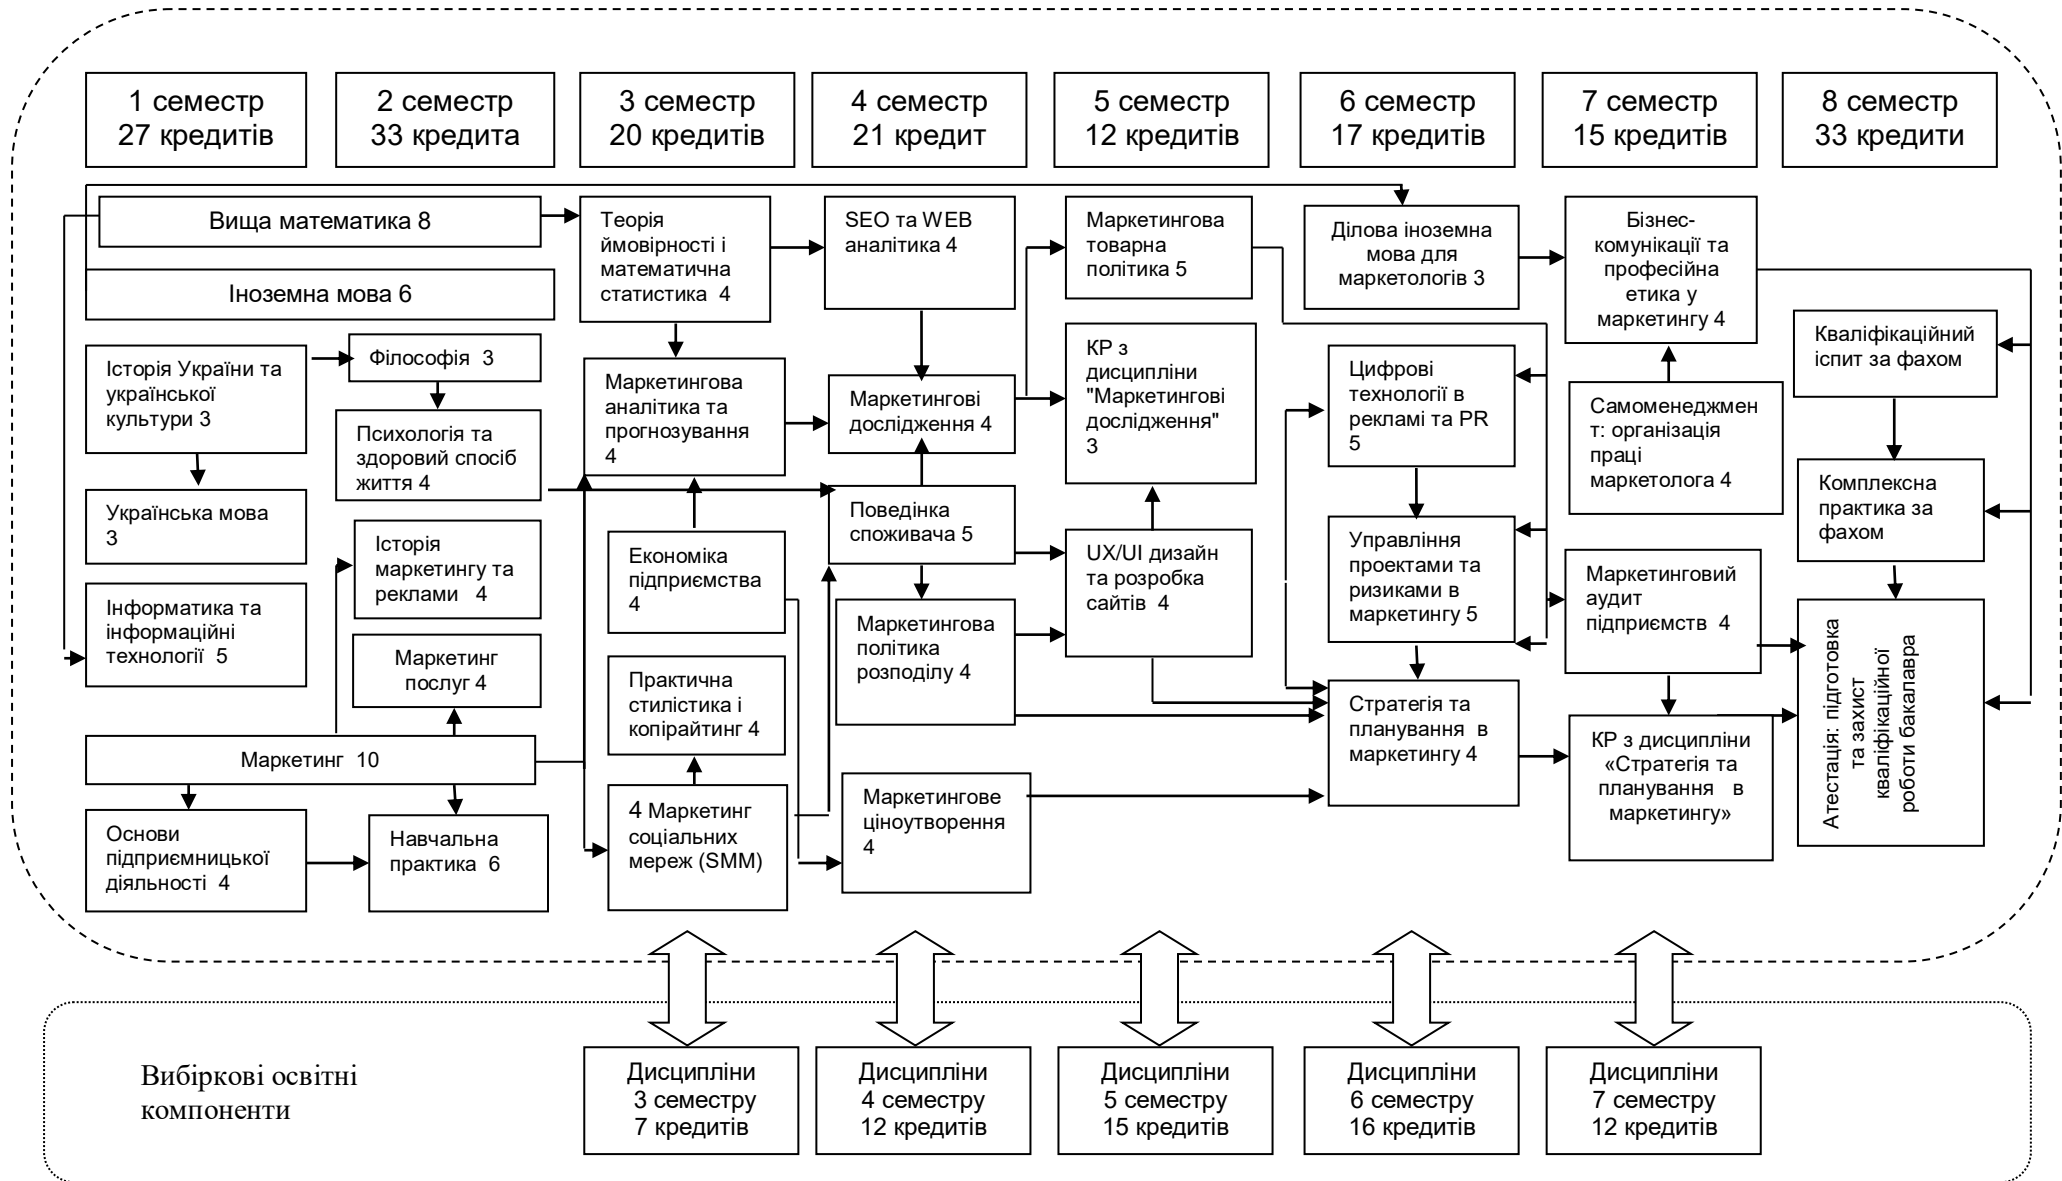 1 семестр
27 кредитів
2 семестр
33 кредита
3 семестр
20 кредитів
4 семестр
21 кредит
5 семестр
12 кредитів
6 семестр
17 кредитів
7 семестр
15 кредитів
8 семестр
33 кредити
Вища математика 8
Іноземна мова 6
Історія України та
української
культури 3
Українська мова
3
Інформатика та
інформаційні
технології 5
Маркетинг 10
Основи
підприємницької
діяльності 4
Філософія 3
Психологія та
здоровий спосіб
життя 4
Історія
маркетингу та
реклами 4
Маркетинг
послуг 4
Навчальна
практика 6
Теорія
ймовірності і
математична
статистика 4
Маркетингова
аналітика та
прогнозування
4
Економіка
підприємства
4
Практична
стилістика і
копірайтинг 4
4 Маркетинг
соціальних
мереж (SMM)
SEO та WEB
аналітика 4
Маркетингові
дослідження 4
Поведінка
споживача 5
Маркетингова
політика
розподілу 4
Маркетингове
ціноутворення
4
Маркетингова
товарна
політика 5
КР з
дисципліни
"Маркетингові
дослідження"
3
UX/UI дизайн
та розробка
сайтів 4
Ділова іноземна
мова для
маркетологів 3
Цифрові
технології в
рекламі та PR
5
Управління
проектами та
ризиками в
маркетингу 5
Стратегія та
планування в
маркетингу 4
Бізнес-
комунікації та
професійна
етика у
маркетингу 4
Самоменеджмен
т: організація
праці
маркетолога 4
Маркетинговий
аудит
підприємств 4
КР з дисципліни
«Стратегія та
планування в
маркетингу»
Кваліфікаційний
іспит за фахом
Комплексна
практика за
фахом
Атестація: підготовка
та захист
кваліфікаційної
роботи бакалавра
Вибіркові освітні
компоненти
Дисципліни
3 семестру
7 кредитів
Дисципліни
4 семестру
12 кредитів
Дисципліни
5 семестру
15 кредитів
Дисципліни
6 семестру
16 кредитів
Дисципліни
7 семестру
12 кредитів